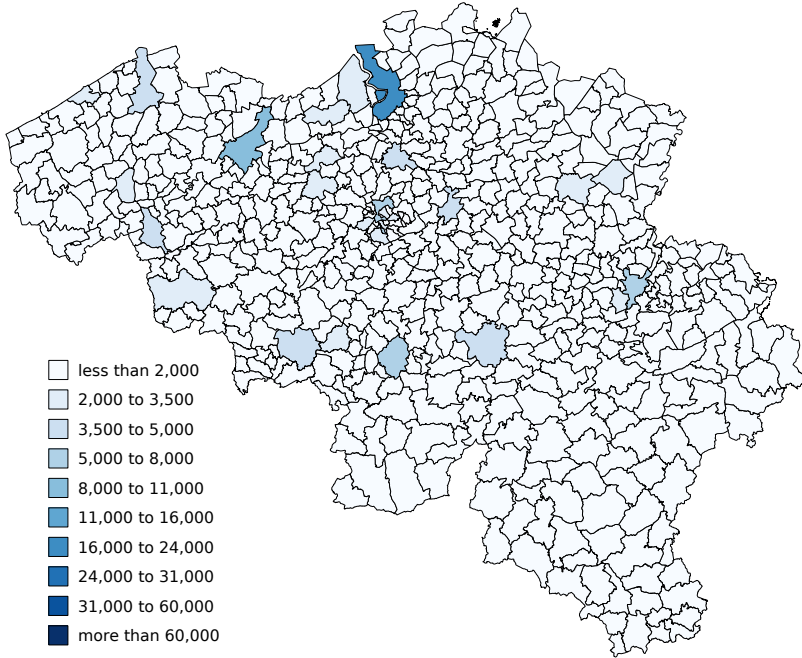 less than 2,000
2,000 to 3,500
3,500 to 5,000
5,000 to 8,000
8,000 to 11,000
11,000 to 16,000
16,000 to 24,000
24,000 to 31,000
31,000 to 60,000
more than 60,000